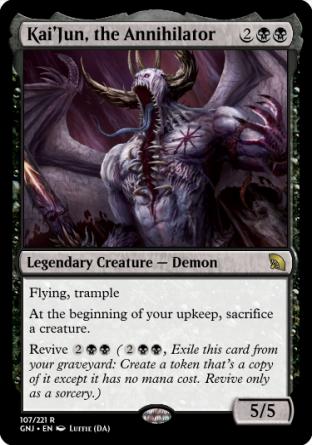 Kai'Jun, the Annihilator 2
Legendary Creature — Demon
Flying, trample
At the beginning of your upkeep, sacrifice
a creature.
Revive 2 ( 2 , Exile this card from
your graveyard: Create a token that's a copy
of it except it has no mana cost. Revive only
as a sorcery.)
107/221 R
GNJ • EN Luffie (DA)
5/5